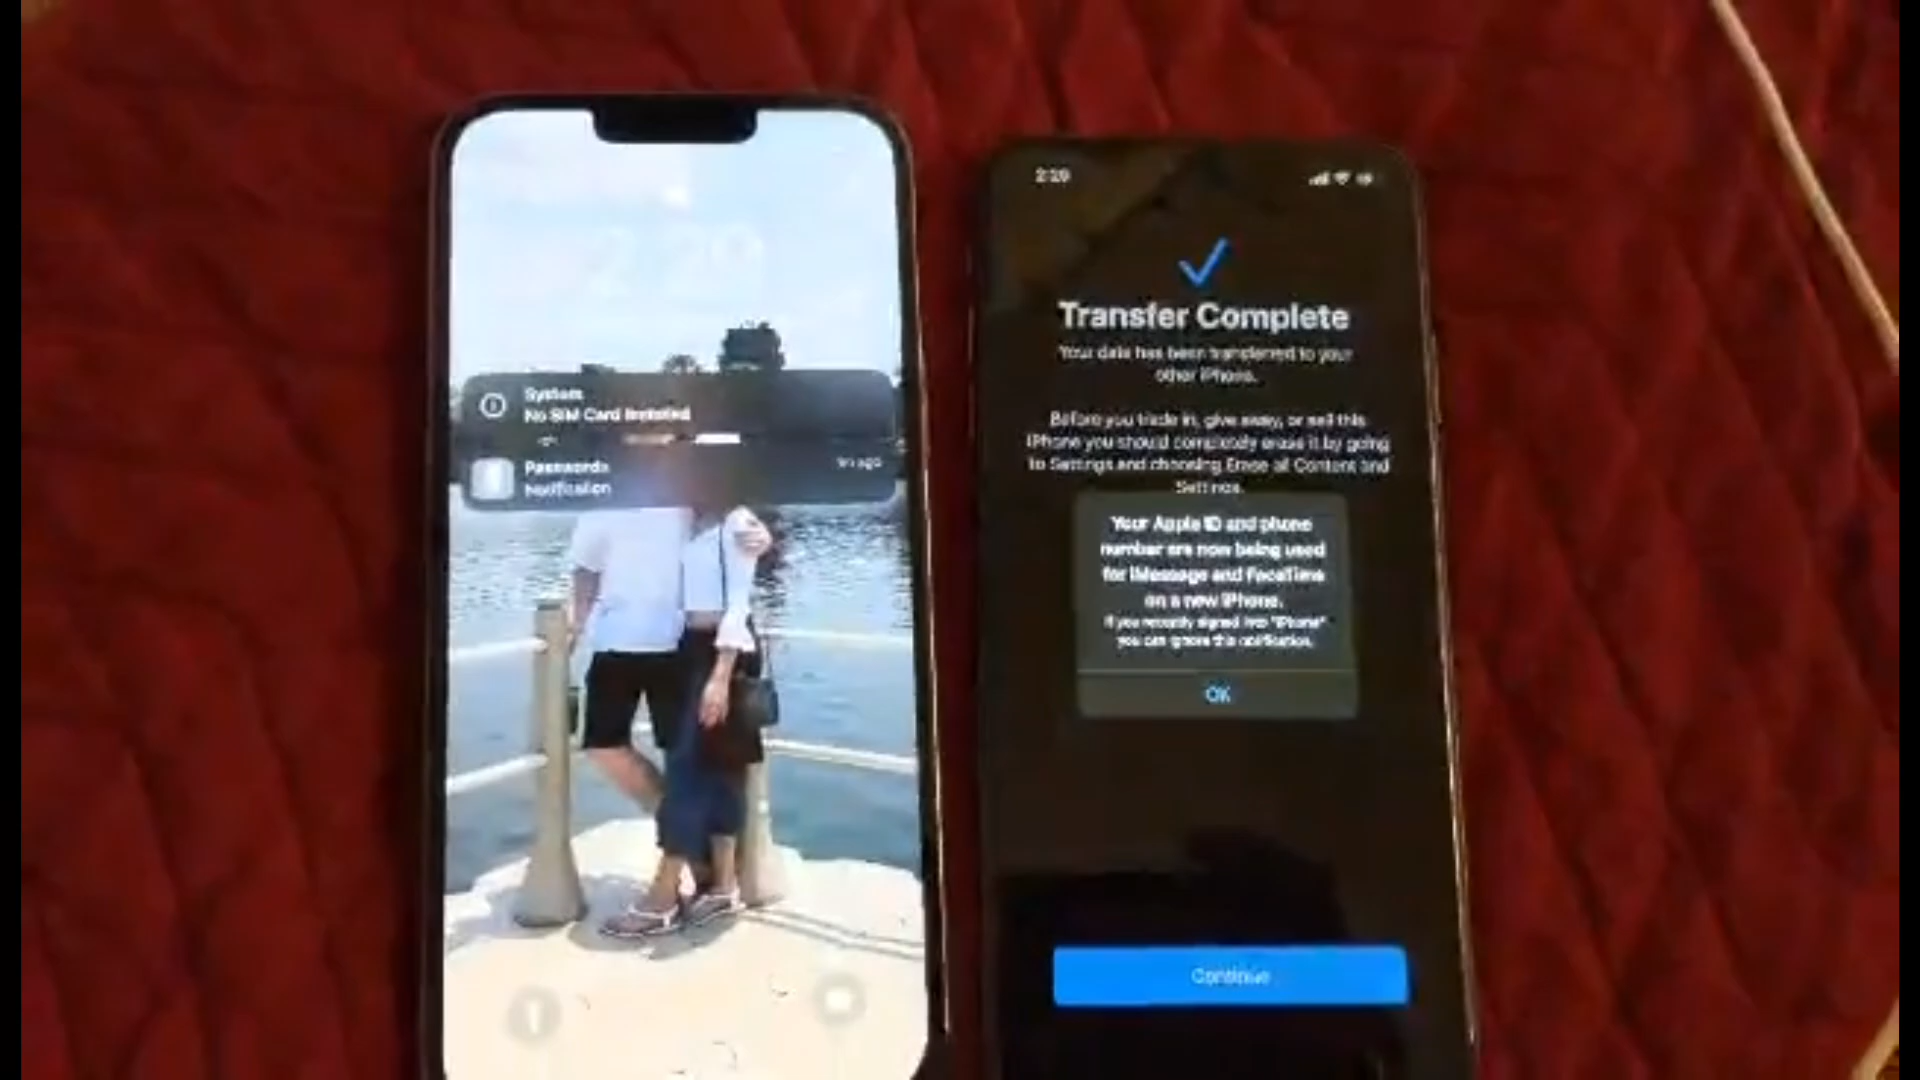 2:29
System
No SIM Card Installed
Passwords
1m ago
Notification
2:29
Transfer Complete
Your data has been transferred to your
other iPhone.
Before you trade in, give away, or sell this
iPhone you should completely erase it by going
to Settings and choosing Erase all Content and
Settings.
Your Apple ID and phone
number are now being used
for iMessage and FaceTime
on a new iPhone.
If you recently signed into "iPhone"
you can ignore this notification.
OK
Continue